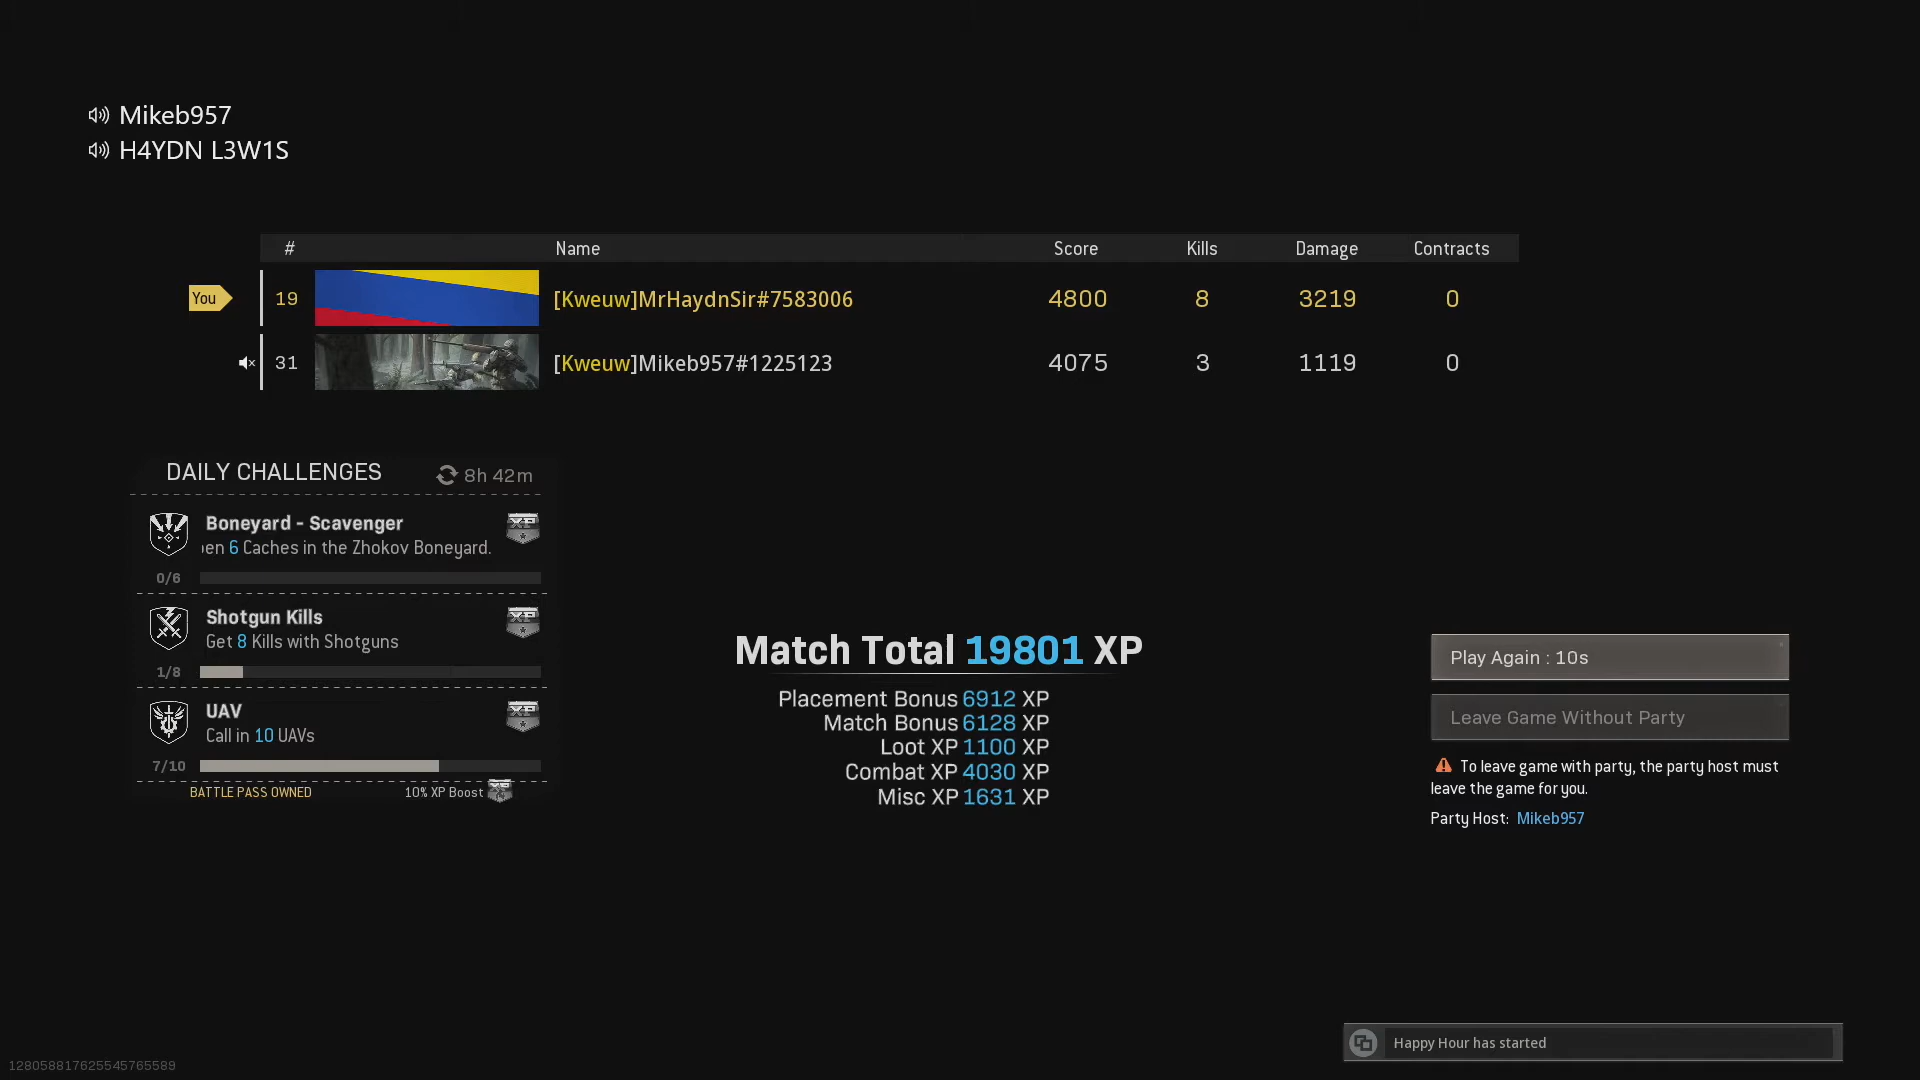 Mikeb957
H4YDN L3W1S
# Name Score Kills Damage Contracts
You 19 [Kweuw]MrHaydnSir#7583006 4800 8 3219 0
31 [Kweuw]Mikeb957#1225123 4075 3 1119 0
DAILY CHALLENGES 8h 42m
Boneyard - Scavenger XP
pen 6 Caches in the Zhokov Boneyard.
0/6
Shotgun Kills XP
Get 8 Kills with Shotguns
1/8
UAV XP
Call in 10 UAVs
7/10
BATTLE PASS OWNED 10% XP Boost
Match Total 19801 XP
Placement Bonus 6912 XP
Match Bonus 6128 XP
Loot XP 1100 XP
Combat XP 4030 XP
Misc XP 1631 XP
Play Again : 10s
Leave Game Without Party
To leave game with party, the party host must
leave the game for you.
Party Host: Mikeb957
Happy Hour has started
128058817625545765589